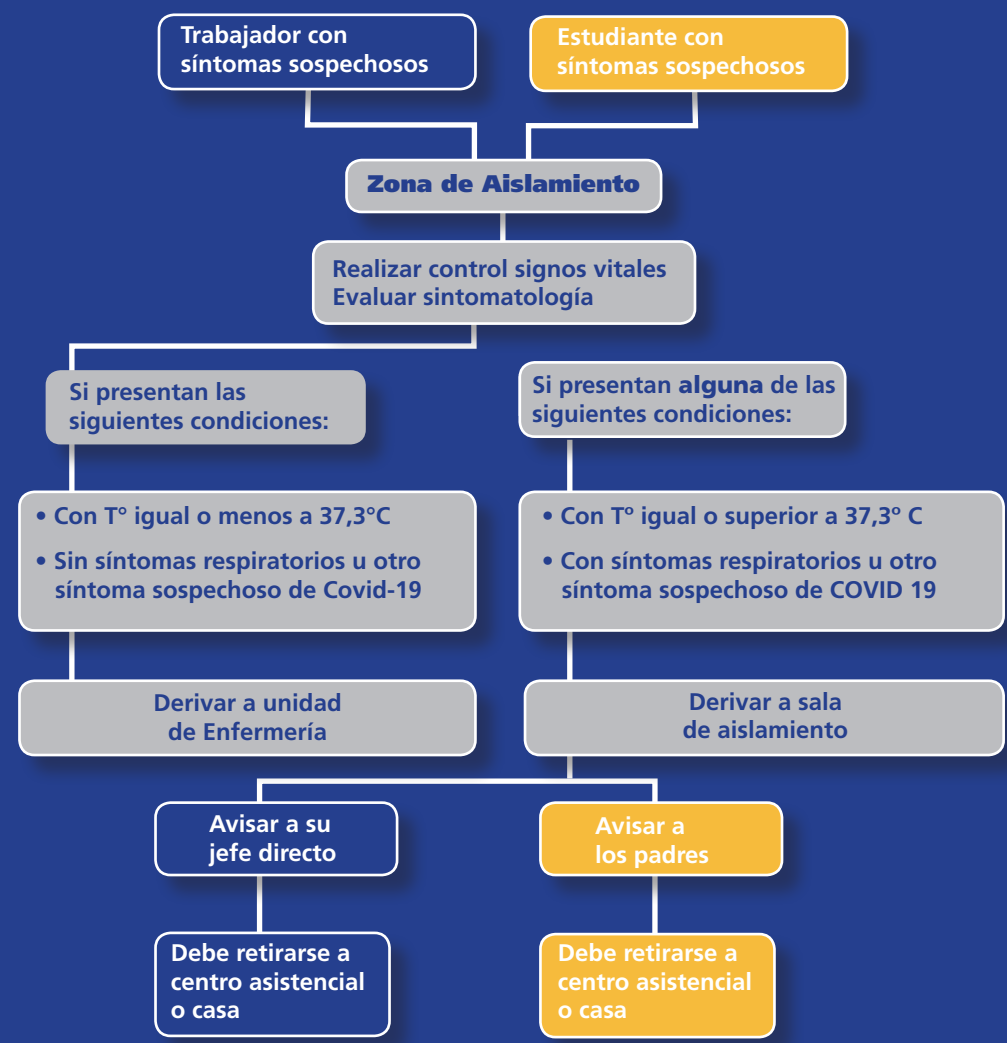 Trabajador con
síntomas sospechosos
Estudiante con
síntomas sospechosos
Zona de Aislamiento
Realizar control signos vitales
Evaluar sintomatología
Si presentan las
siguientes condiciones:
Si presentan alguna de las
siguientes condiciones:
• Con T° igual o menos a 37,3°C
• Sin síntomas respiratorios u otro
síntoma sospechoso de Covid-19
• Con Tº igual o superior a 37,3º C
• Con síntomas respiratorios u otro
síntoma sospechoso de COVID 19
Derivar a unidad
de Enfermería
Derivar a sala
de aislamiento
Avisar a su
jefe directo
Avisar a
los padres
Debe retirarse a
centro asistencial
o casa
Debe retirarse a
centro asistencial
o casa